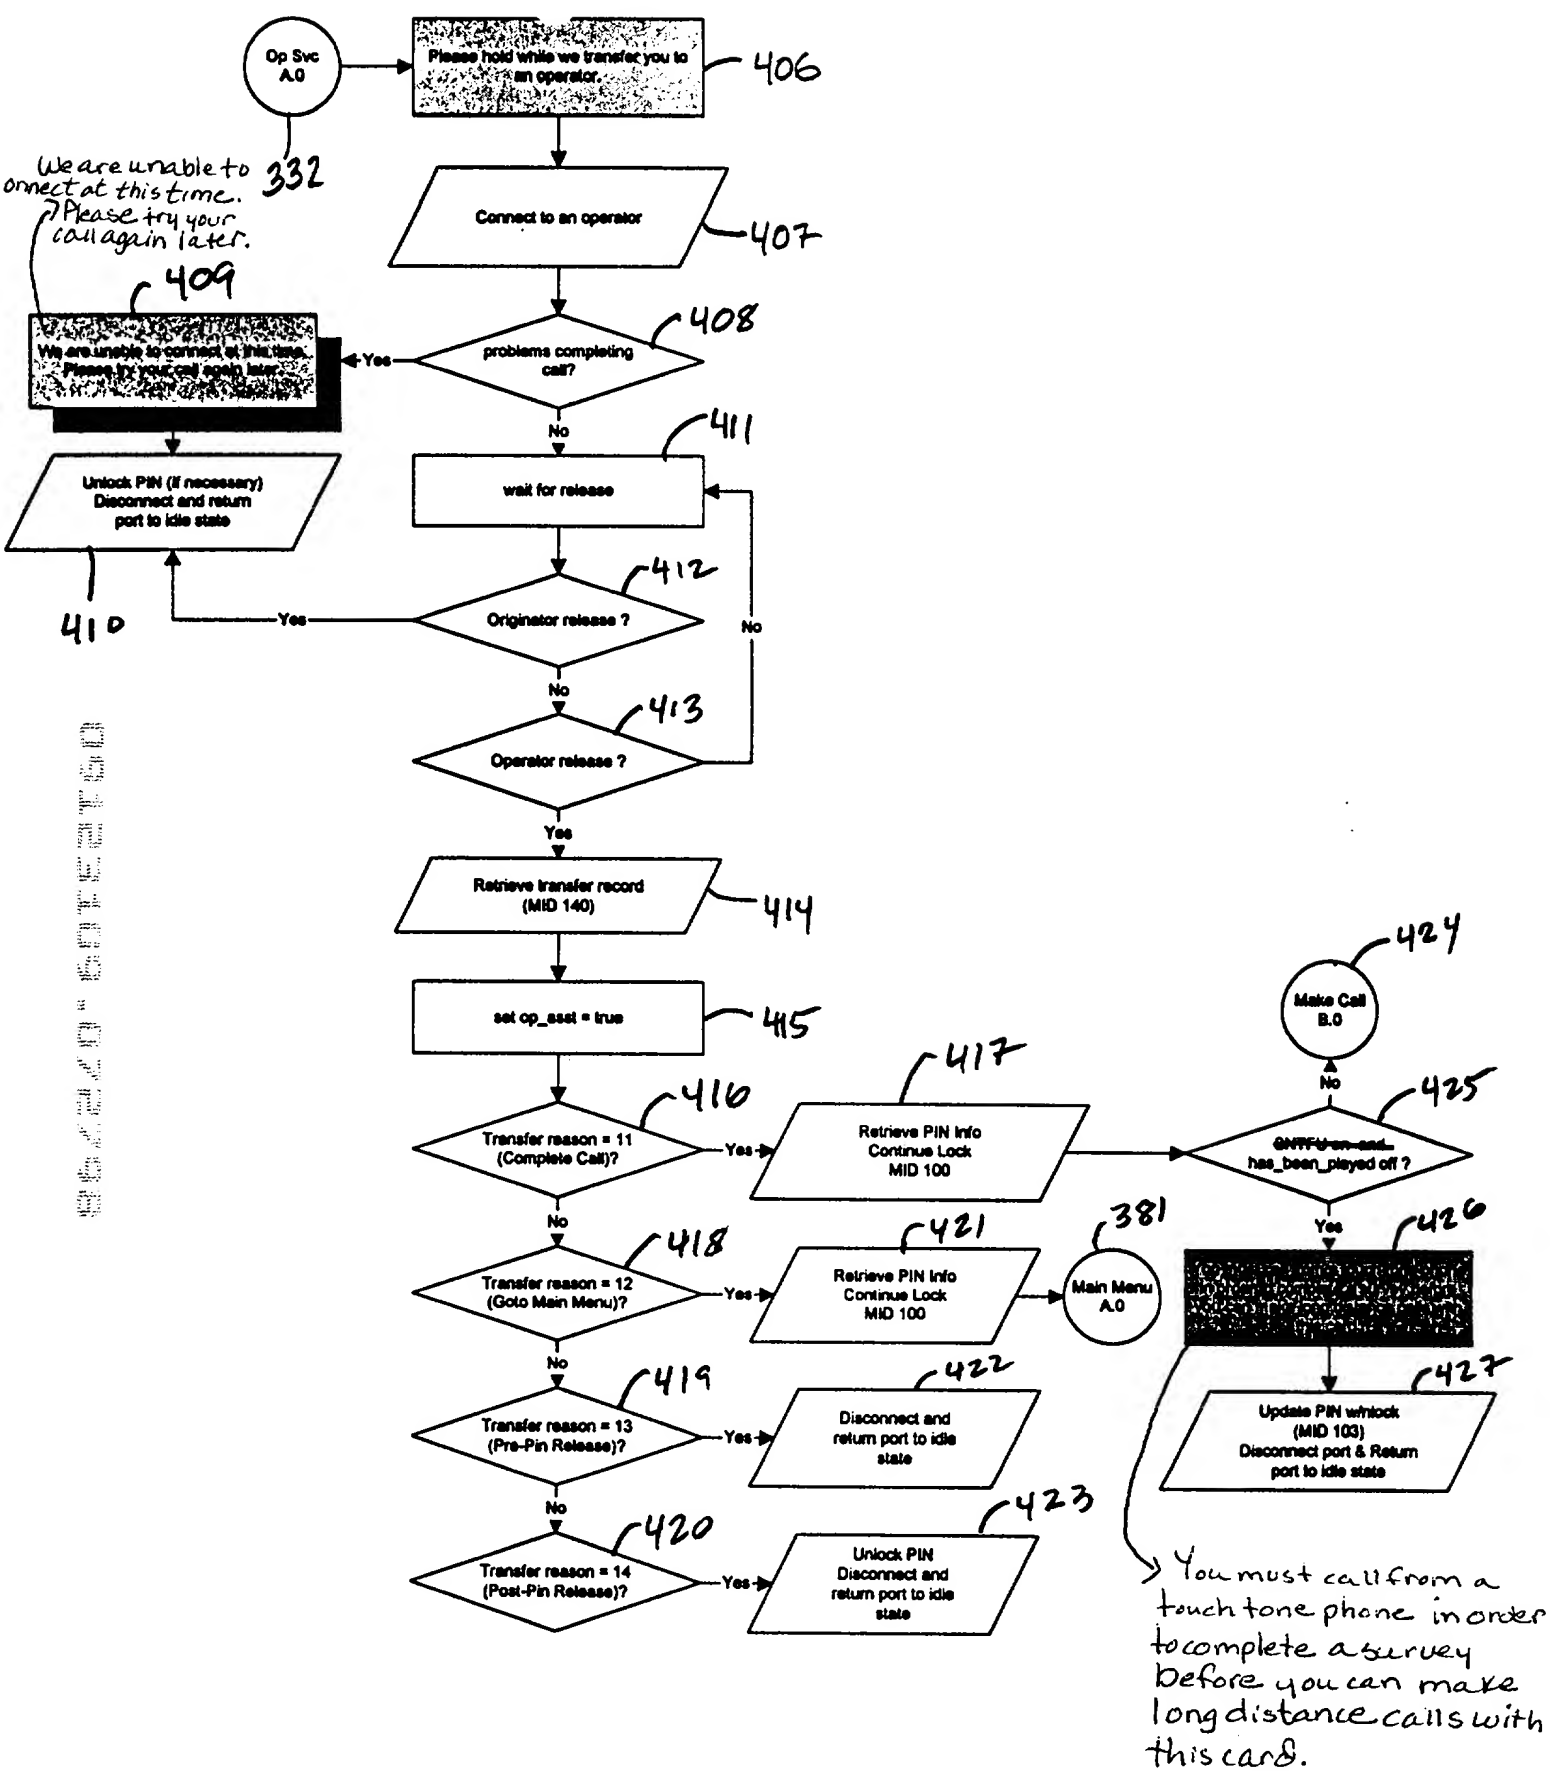 Op Svc
A.0
Please hold while we transfer you to
an operator.
406
332
We are unable to
onnect at this time.
Please try your
call again later.
Connect to an operator
407
409
408
We are unable to connect at this time.
Please try your call again later.
Yes
problems completing
call?
No
411
Unlock PIN (if necessary)
Disconnect and return
port to idle state
wait for release
410
412
Yes
Originator release ?
No
No
413
Operator release ?
Yes
Retrieve transfer record
(MID 140)
414
set op_asst = true
415
424
Make Call
B.0
No
416
417
425
Transfer reason = 11
(Complete Call)?
Yes
Retrieve PIN Info
Continue Lock
MID 100
has_been_played off ?
No
Yes
418
421
381
426
Transfer reason = 12
(Goto Main Menu)?
Yes
Retrieve PIN Info
Continue Lock
MID 100
Main Menu
A.0
No
419
422
427
Transfer reason = 13
(Pre-Pin Release)?
Yes
Disconnect and
return port to idle
state
Update PIN w/nlock
(MID 103)
Disconnect port & Return
port to idle state
No
420
423
Transfer reason = 14
(Post-Pin Release)?
Yes
Unlock PIN
Disconnect and
return port to idle
state
You must call from a
touch tone phone in order
to complete a survey
before you can make
long distance calls with
this card.